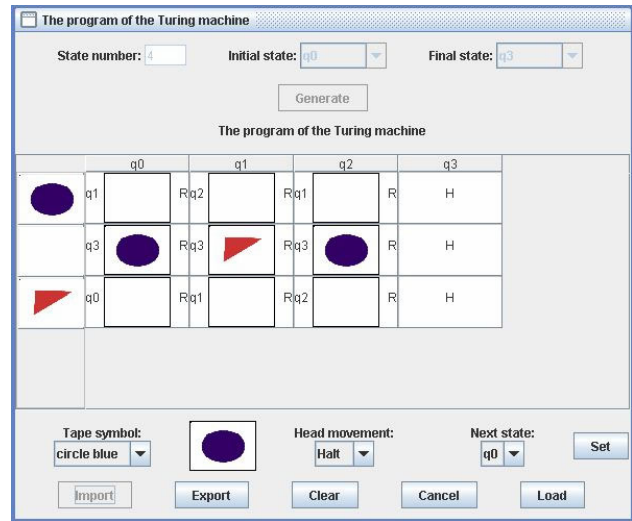 The program of the Turing machine
State number: 4 Initial state: q0 Final state: q3
Generate
The program of the Turing machine
q0 q1 q2 q3
q1 R q2 R q1 R H
q3 R q3 R q3 R H
q0 R q1 R q2 R H
Tape symbol: Head movement: Next state:
circle blue Halt q0 Set
Import Export Clear Cancel Load